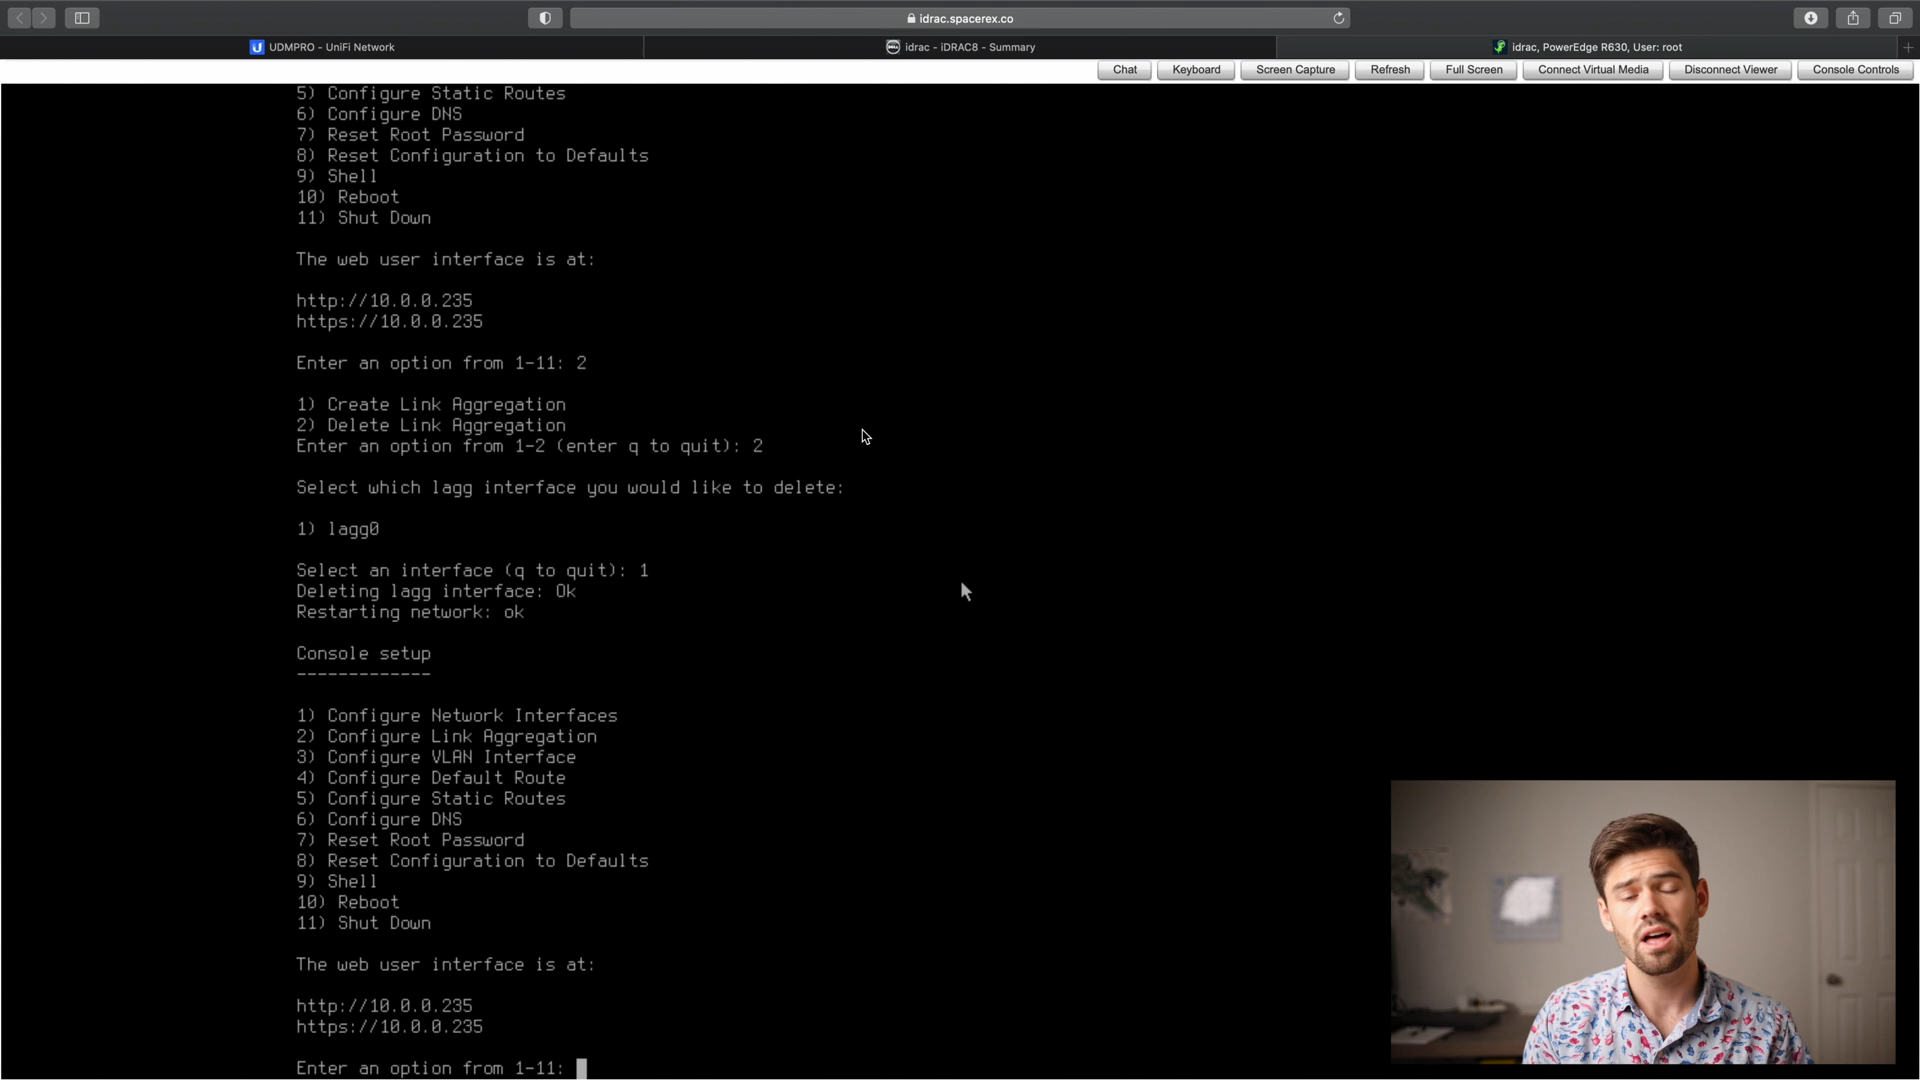 idrac.spacerex.co
UDMPRO - UniFi Network
idrac - iDRAC8 - Summary
idrac, PowerEdge R630, User: root
Chat
Keyboard
Screen Capture
Refresh
Full Screen
Connect Virtual Media
Disconnect Viewer
Console Controls
5) Configure Static Routes
6) Configure DNS
7) Reset Root Password
8) Reset Configuration to Defaults
9) Shell
10) Reboot
11) Shut Down
The web user interface is at:
http://10.0.0.235
https://10.0.0.235
Enter an option from 1-11: 2
1) Create Link Aggregation
2) Delete Link Aggregation
Enter an option from 1-2 (enter q to quit): 2
Select which lagg interface you would like to delete:
1) lagg0
Select an interface (q to quit): 1
Deleting lagg interface: Ok
Restarting network: ok
Console setup
-------------
1) Configure Network Interfaces
2) Configure Link Aggregation
3) Configure VLAN Interface
4) Configure Default Route
5) Configure Static Routes
6) Configure DNS
7) Reset Root Password
8) Reset Configuration to Defaults
9) Shell
10) Reboot
11) Shut Down
The web user interface is at:
http://10.0.0.235
https://10.0.0.235
Enter an option from 1-11: